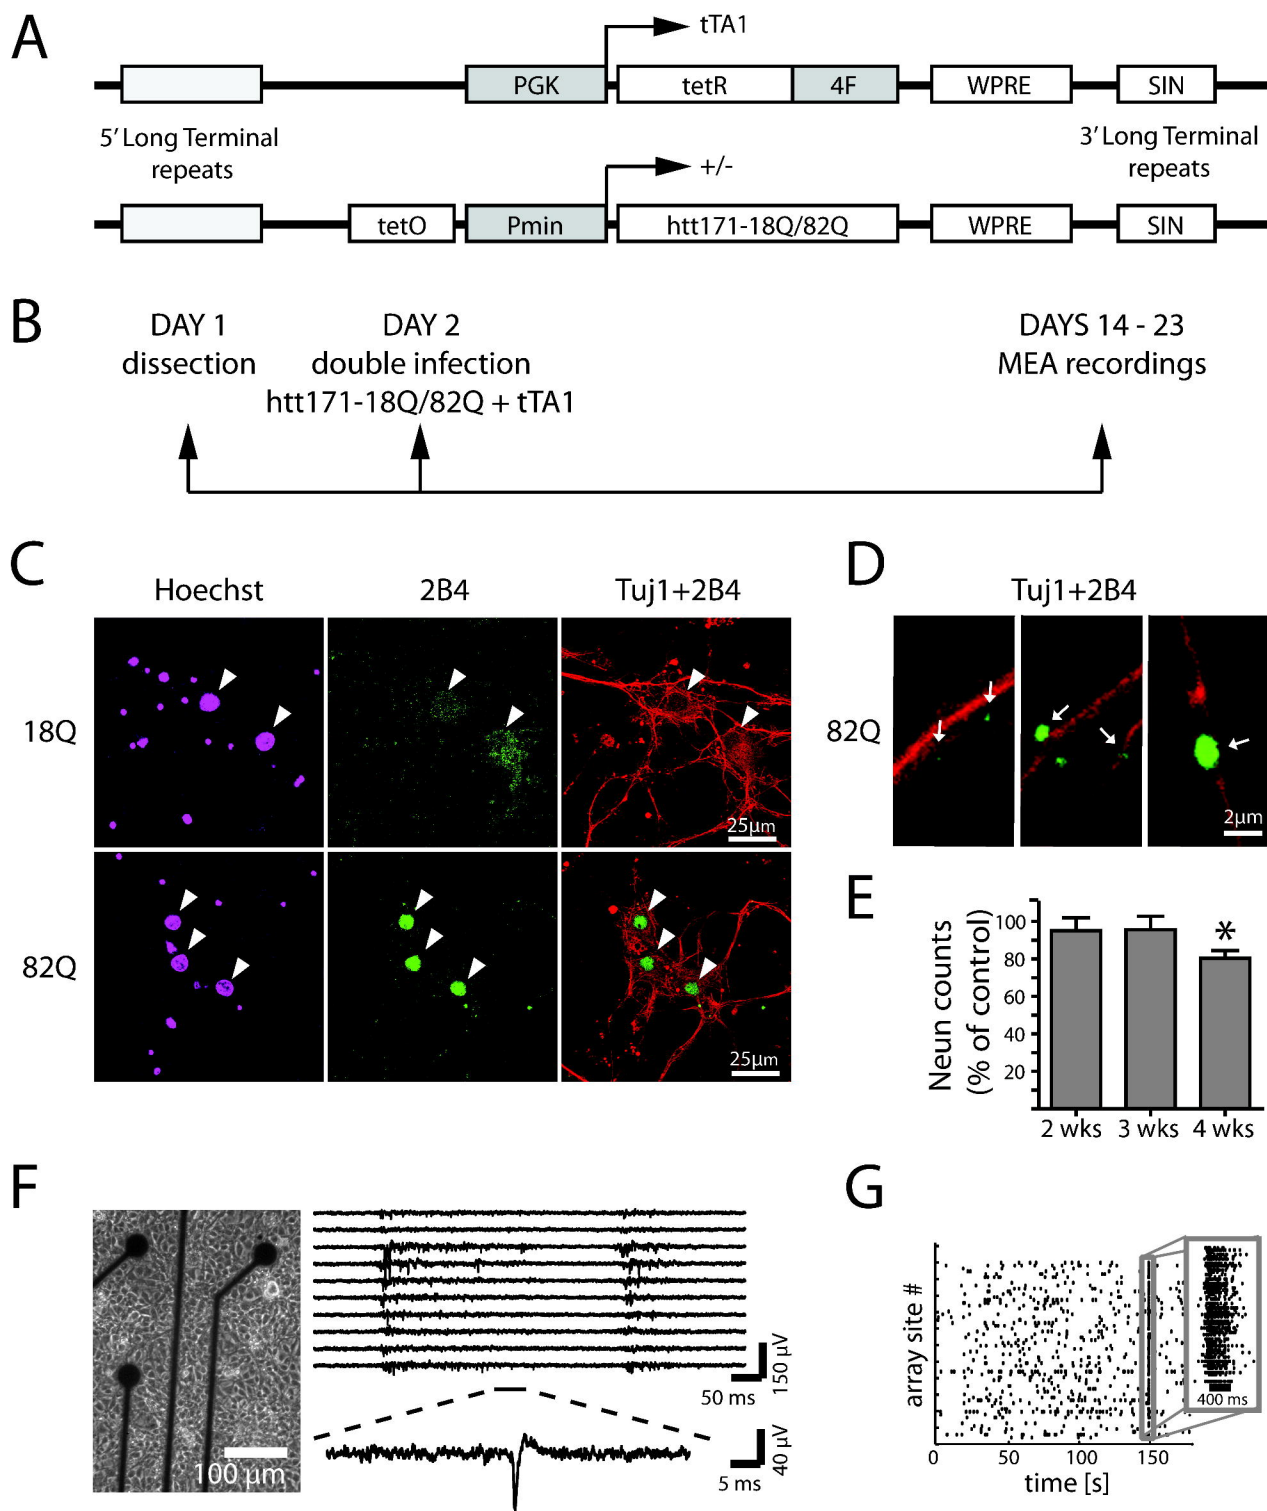 A
tTA1
PGK
tetR
4F
WPRE
SIN
5' Long Terminal
repeats
3' Long Terminal
repeats
+/-
tetO
Pmin
htt171-18Q/82Q
WPRE
SIN
B
DAY 1
dissection
DAY 2
double infection
htt171-18Q/82Q + tTA1
DAYS 14 - 23
MEA recordings
C
Hoechst
2B4
Tuj1+2B4
18Q
25µm
82Q
25µm
D
Tuj1+2B4
82Q
2µm
E
Neun counts
(% of control)
100
80
60
40
20
*
2 wks
3 wks
4 wks
F
100 µm
150 µV
50 ms
40 µV
5 ms
G
array site #
400 ms
0
50
100
150
time [s]